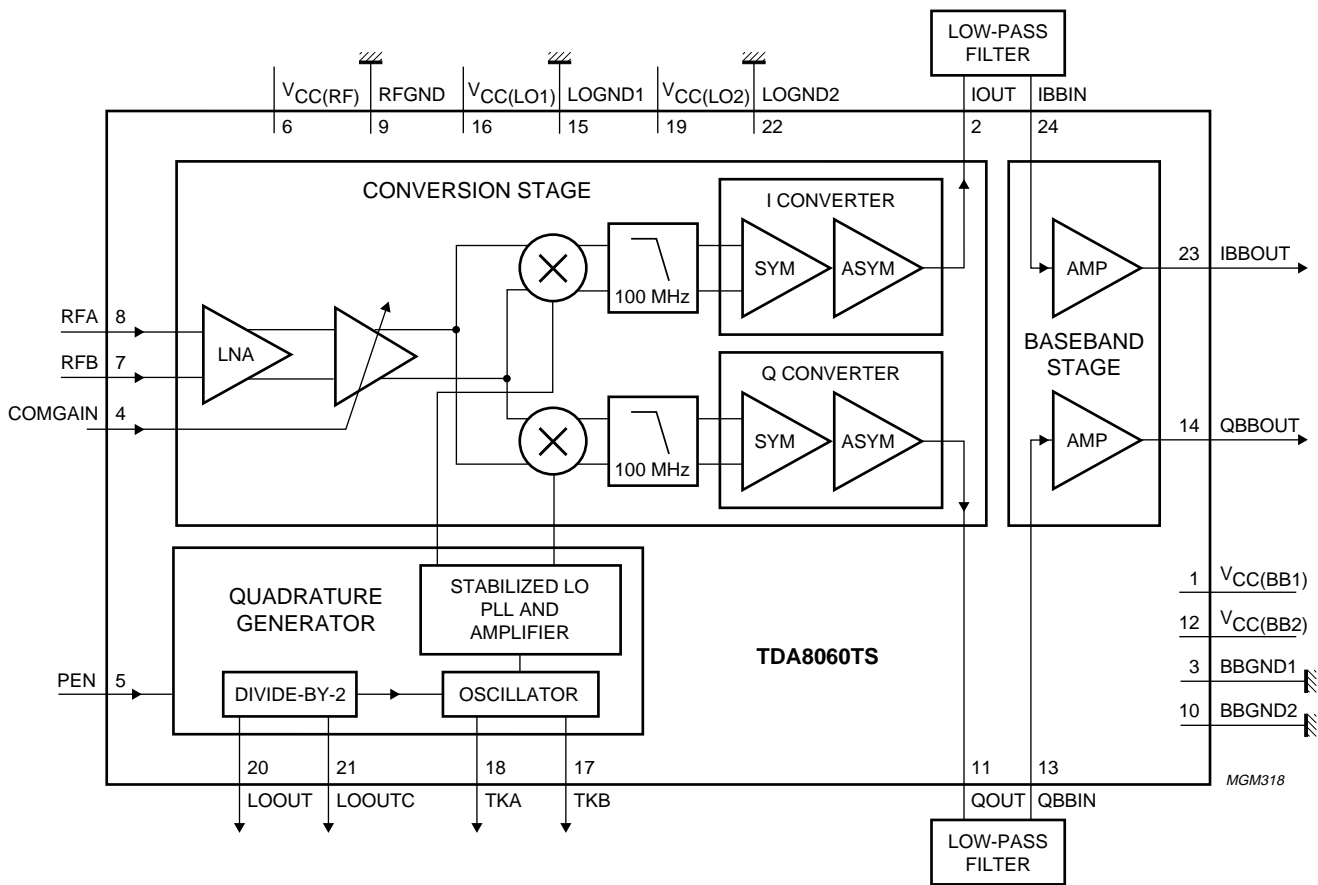 LOW-PASS
FILTER
VCC(RF)
RFGND
VCC(LO1)
LOGND1
VCC(LO2)
LOGND2
IOUT
IBBIN
6
9
16
15
19
22
2
24
CONVERSION STAGE
I CONVERTER
SYM
ASYM
100 MHz
AMP
23
IBBOUT
RFA
8
RFB
7
COMGAIN
4
LNA
BASEBAND
STAGE
Q CONVERTER
SYM
ASYM
100 MHz
AMP
14
QBBOUT
QUADRATURE
GENERATOR
STABILIZED LO
PLL AND
AMPLIFIER
TDA8060TS
1
VCC(BB1)
12
VCC(BB2)
3
BBGND1
10
BBGND2
PEN
5
DIVIDE-BY-2
OSCILLATOR
20
21
18
17
11
13
LOOUT
LOOUTC
TKA
TKB
QOUT
QBBIN
MGM318
LOW-PASS
FILTER